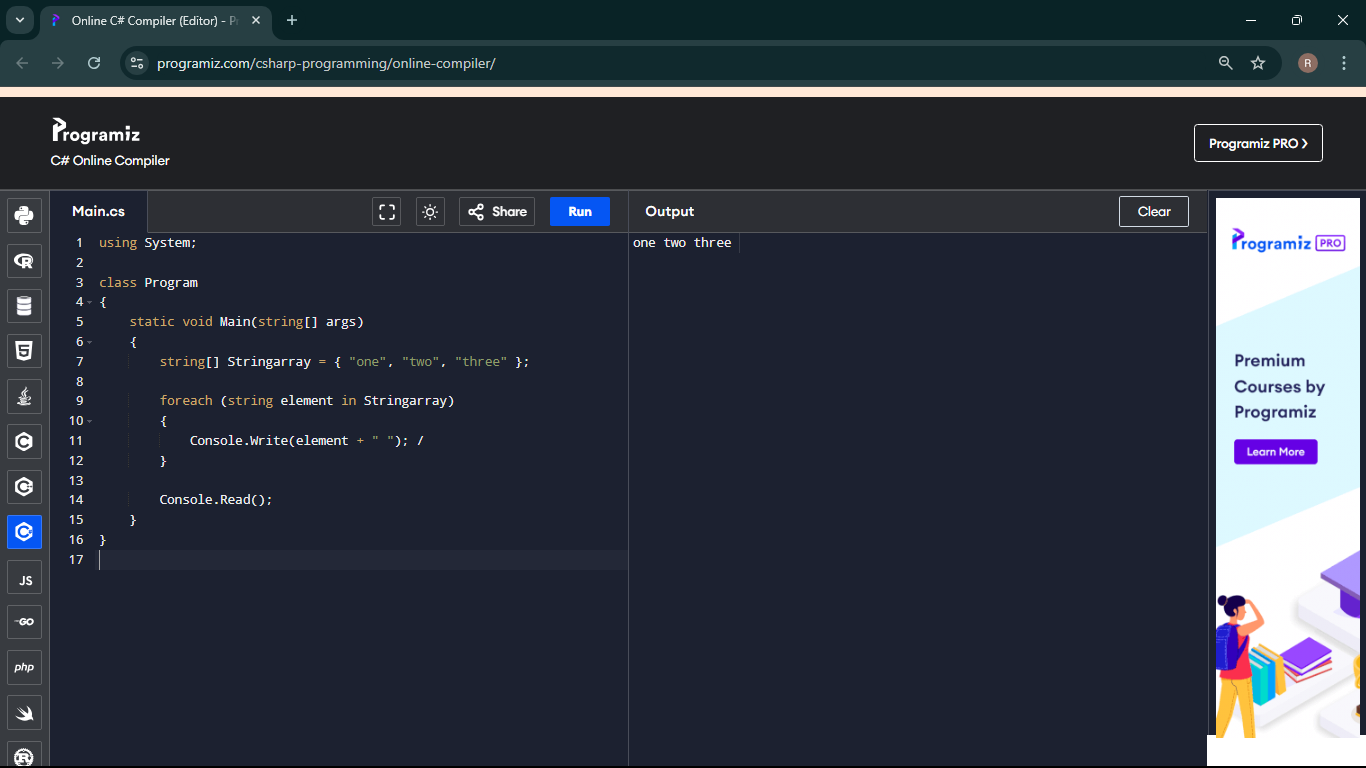 Online C# Compiler (Editor) - P
programiz.com/csharp-programming/online-compiler/
R
Programiz
C# Online Compiler
Programiz PRO
Main.cs
Share
Run
Output
Clear
1 using System;
2
3 class Program
4 {
5     static void Main(string[] args)
6     {
7         string[] Stringarray = { "one", "two", "three" };
8
9         foreach (string element in Stringarray)
10         {
11             Console.Write(element + " "); /
12         }
13
14         Console.Read();
15     }
16 }
17
one two three
Programiz PRO
Premium
Courses by
Programiz
Learn More
JS
GO
php